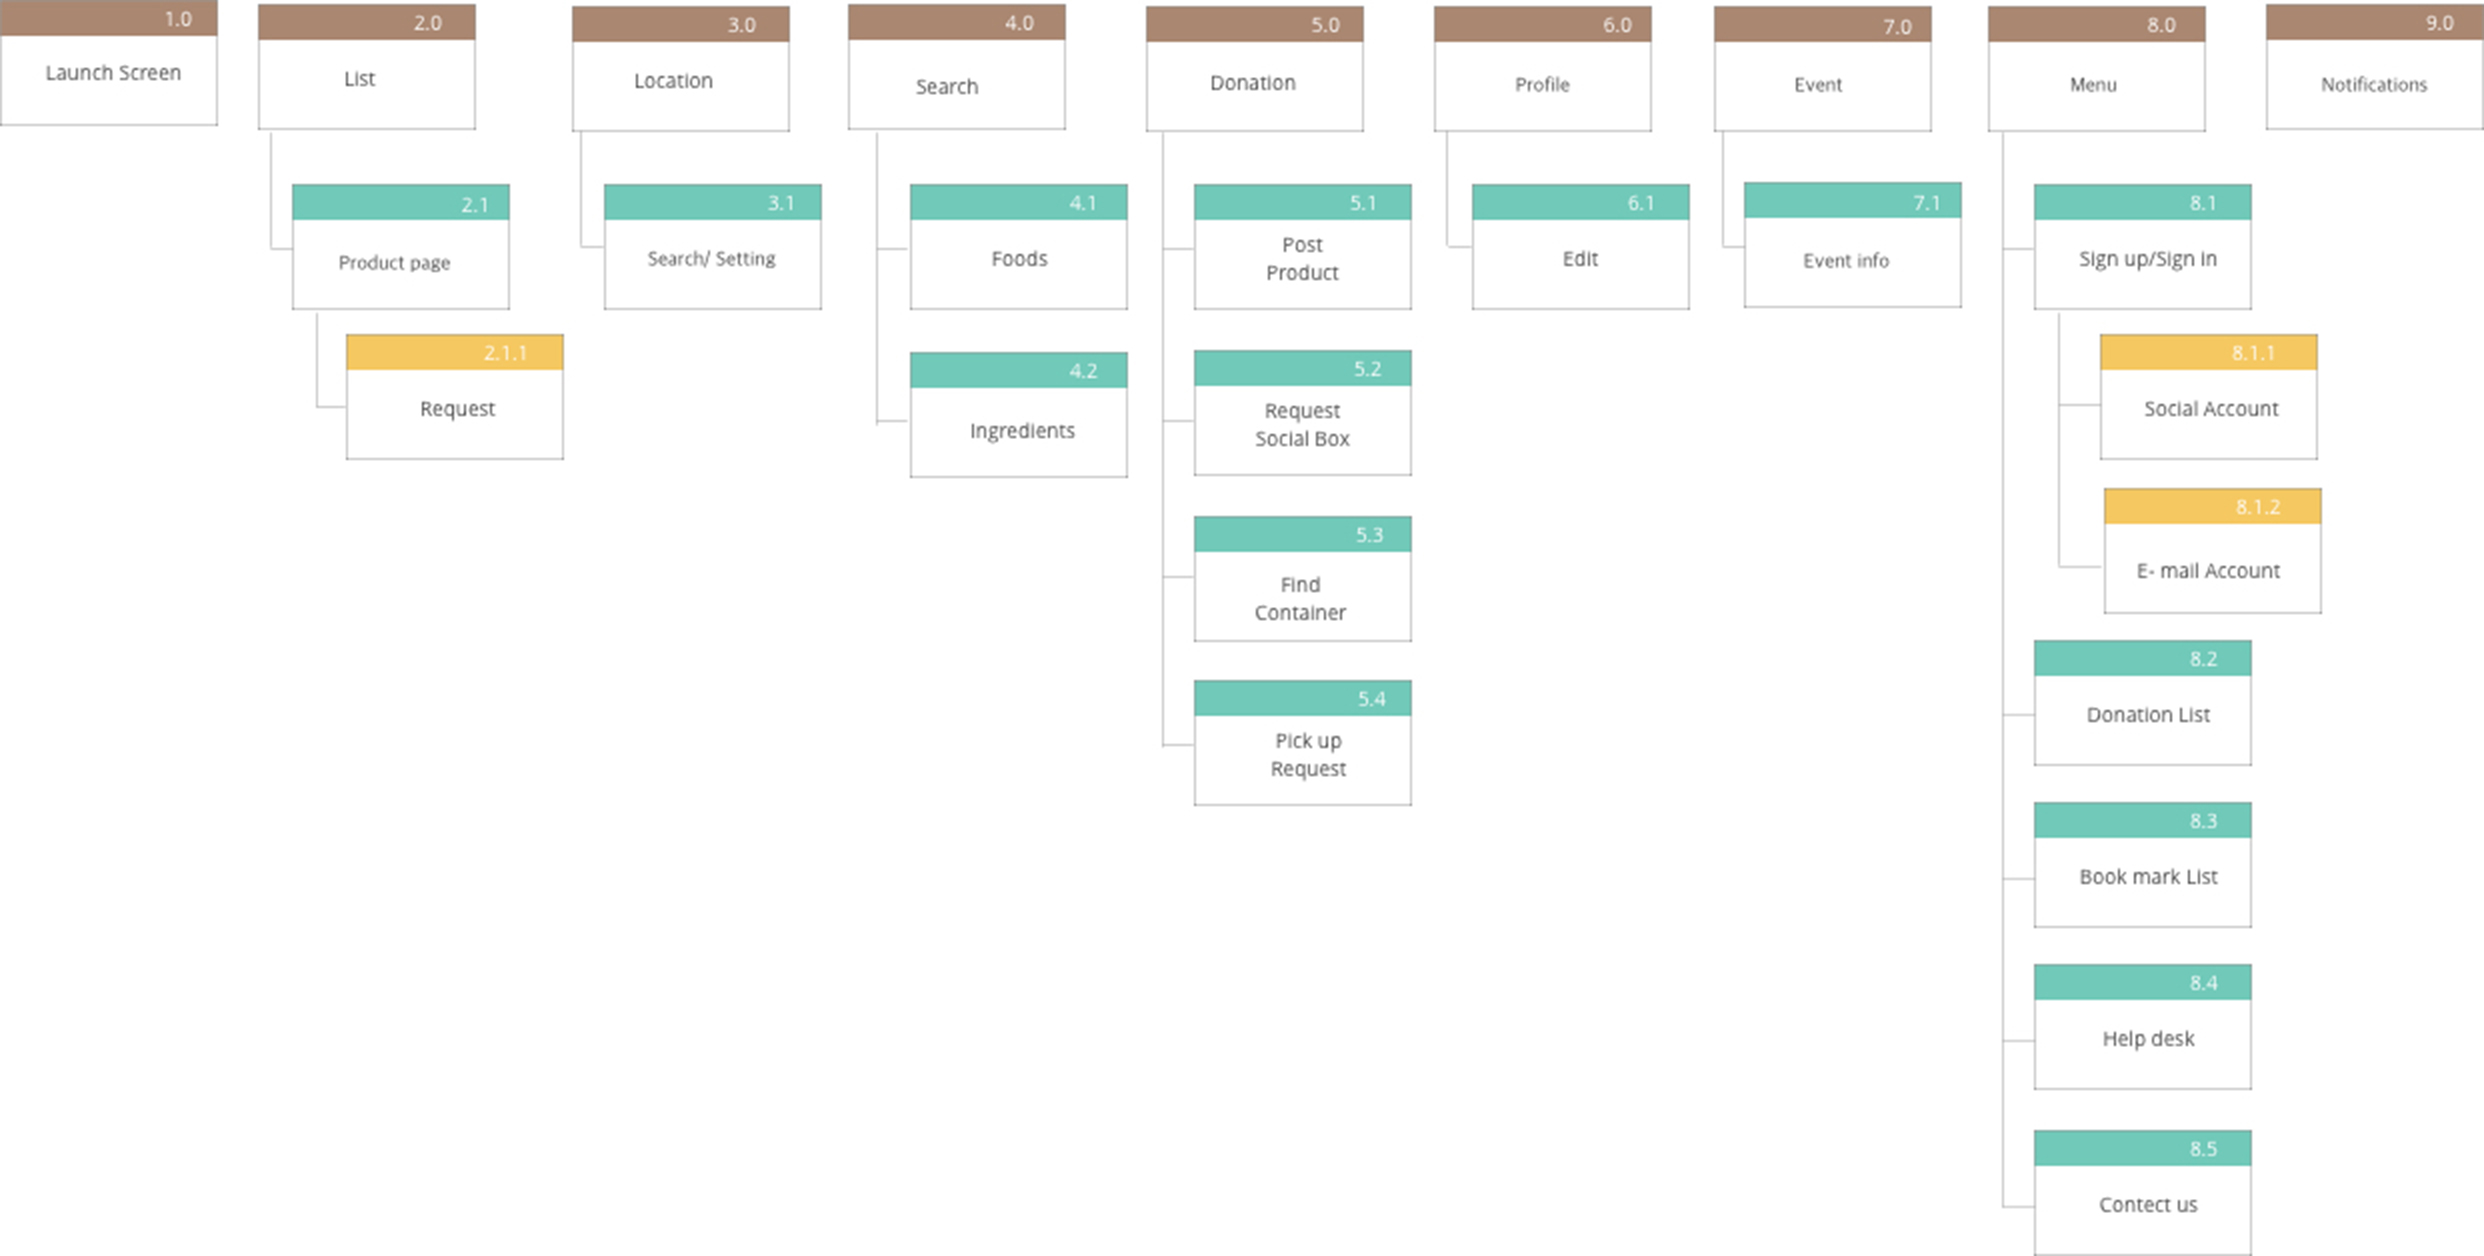 1.0
Launch Screen
2.0
List
2.1
Product page
2.1.1
Request
3.0
Location
3.1
Search/ Setting
4.0
Search
4.1
Foods
4.2
Ingredients
5.0
Donation
5.1
Post
Product
5.2
Request
Social Box
5.3
Find
Container
5.4
Pick up
Request
6.0
Profile
6.1
Edit
7.0
Event
7.1
Event info
8.0
Menu
8.1
Sign up/Sign in
8.1.1
Social Account
8.1.2
E- mail Account
8.2
Donation List
8.3
Book mark List
8.4
Help desk
8.5
Contect us
9.0
Notifications